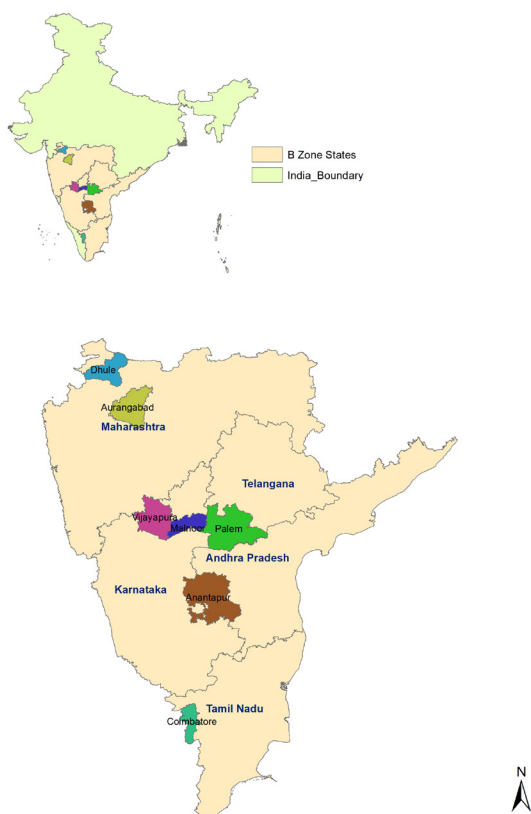 B Zone States
India_Boundary
Dhule
Aurangabad
Maharashtra
Telangana
Vijayapura
Malnoor
Palem
Andhra Pradesh
Karnataka
Anantapur
Tamil Nadu
Coimbatore
N